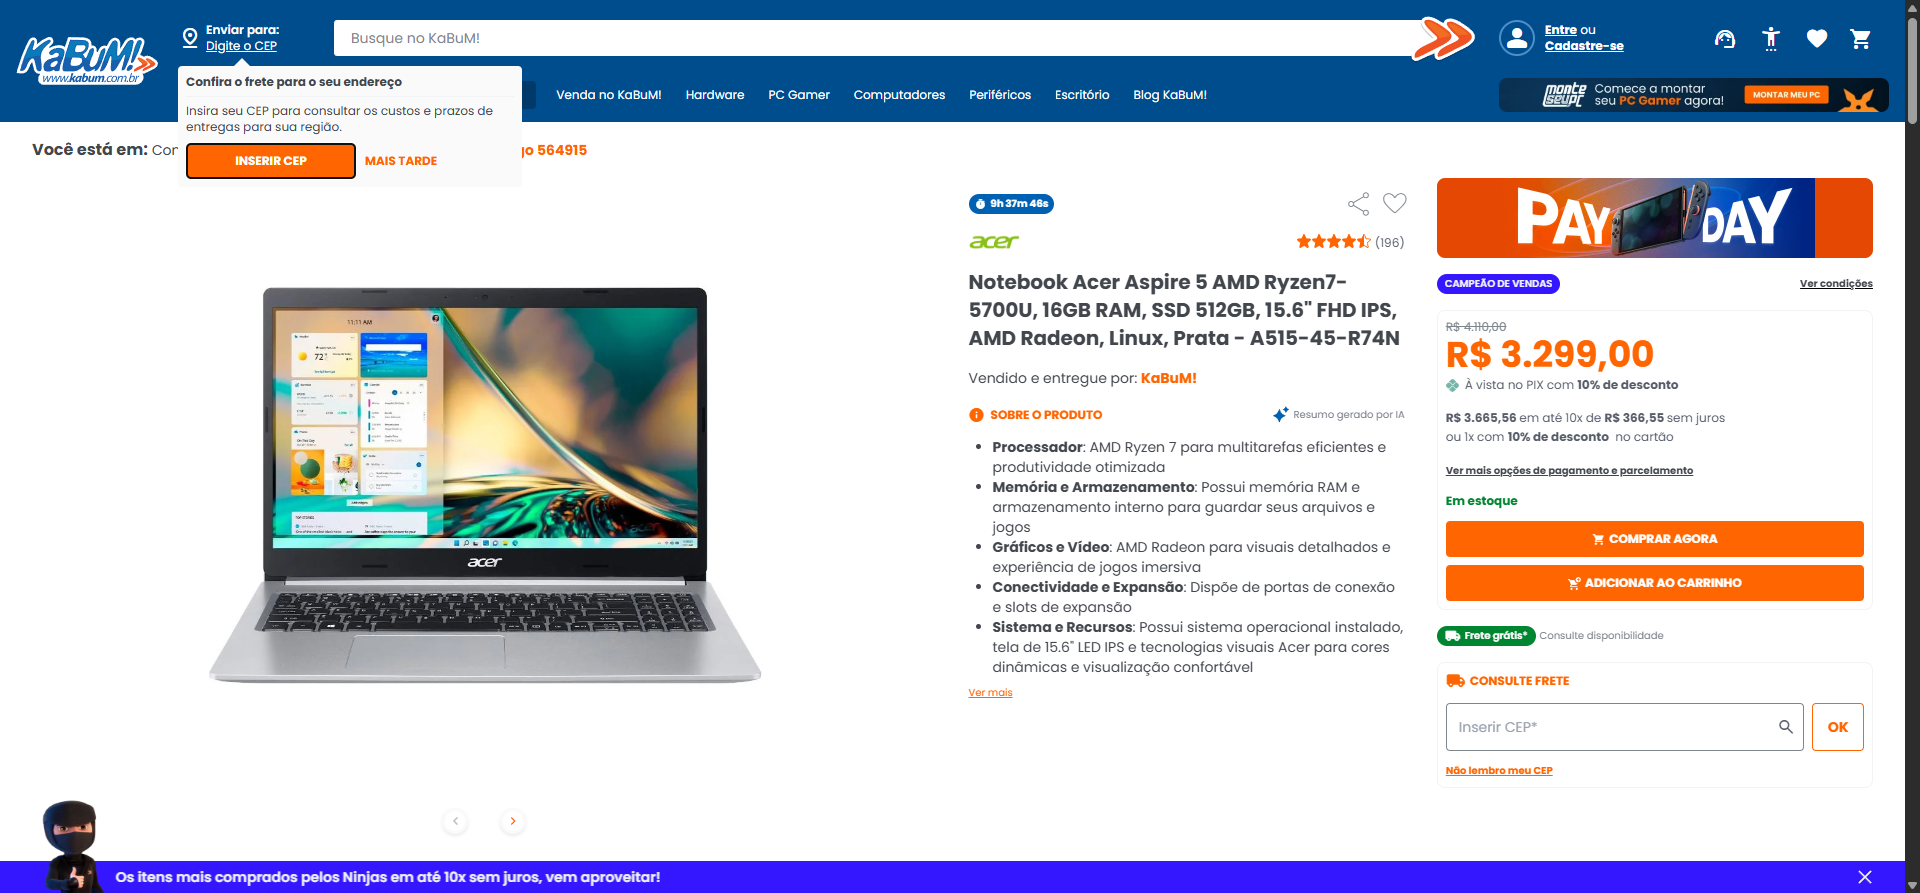 KaBuM!
www.kabum.com.br
Enviar para:
Digite o CEP
Busque no KaBuM!
Entre ou
Cadastre-se
Confira o frete para o seu endereço
Insira seu CEP para consultar os custos e prazos de
entregas para sua região.
INSERIR CEP
MAIS TARDE
Venda no KaBuM!
Hardware
PC Gamer
Computadores
Periféricos
Escritório
Blog KaBuM!
monte seu pc
Comece a montar
seu PC Gamer agora!
MONTAR MEU PC
Você está em:
go 564915
9h 37m 46s
acer
(196)
Notebook Acer Aspire 5 AMD Ryzen7-
5700U, 16GB RAM, SSD 512GB, 15.6" FHD IPS,
AMD Radeon, Linux, Prata - A515-45-R74N
Vendido e entregue por: KaBuM!
SOBRE O PRODUTO
Resumo gerado por IA
• Processador: AMD Ryzen 7 para multitarefas eficientes e
produtividade otimizada
• Memória e Armazenamento: Possui memória RAM e
armazenamento interno para guardar seus arquivos e
jogos
• Gráficos e Vídeo: AMD Radeon para visuais detalhados e
experiência de jogos imersiva
• Conectividade e Expansão: Dispõe de portas de conexão
e slots de expansão
• Sistema e Recursos: Possui sistema operacional instalado,
tela de 15.6" LED IPS e tecnologias visuais Acer para cores
dinâmicas e visualização confortável
Ver mais
11:11 AM
72°
acer
PAY DAY
CAMPEÃO DE VENDAS
Ver condições
R$ 4.110,00
R$ 3.299,00
À vista no PIX com 10% de desconto
R$ 3.665,56 em até 10x de R$ 366,55 sem juros
ou 1x com 10% de desconto no cartão
Ver mais opções de pagamento e parcelamento
Em estoque
COMPRAR AGORA
ADICIONAR AO CARRINHO
Frete grátis*
Consulte disponibilidade
CONSULTE FRETE
Inserir CEP*
OK
Não lembro meu CEP
Os itens mais comprados pelos Ninjas em até 10x sem juros, vem aproveitar!